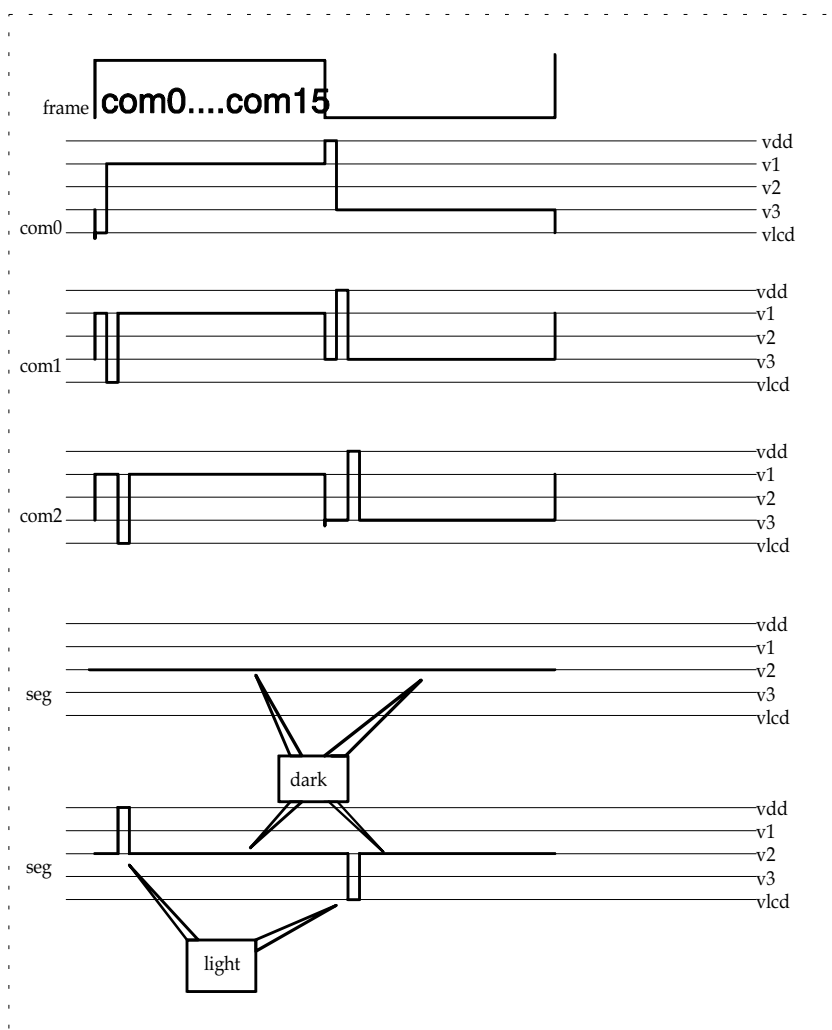 frame com0....com15
vdd
v1
v2
v3
com0 vlcd
vdd
v1
v2
com1 v3
vlcd
vdd
v1
v2
com2 v3
vlcd
vdd
v1
v2
seg v3
vlcd
dark
vdd
v1
v2
seg v3
vlcd
light